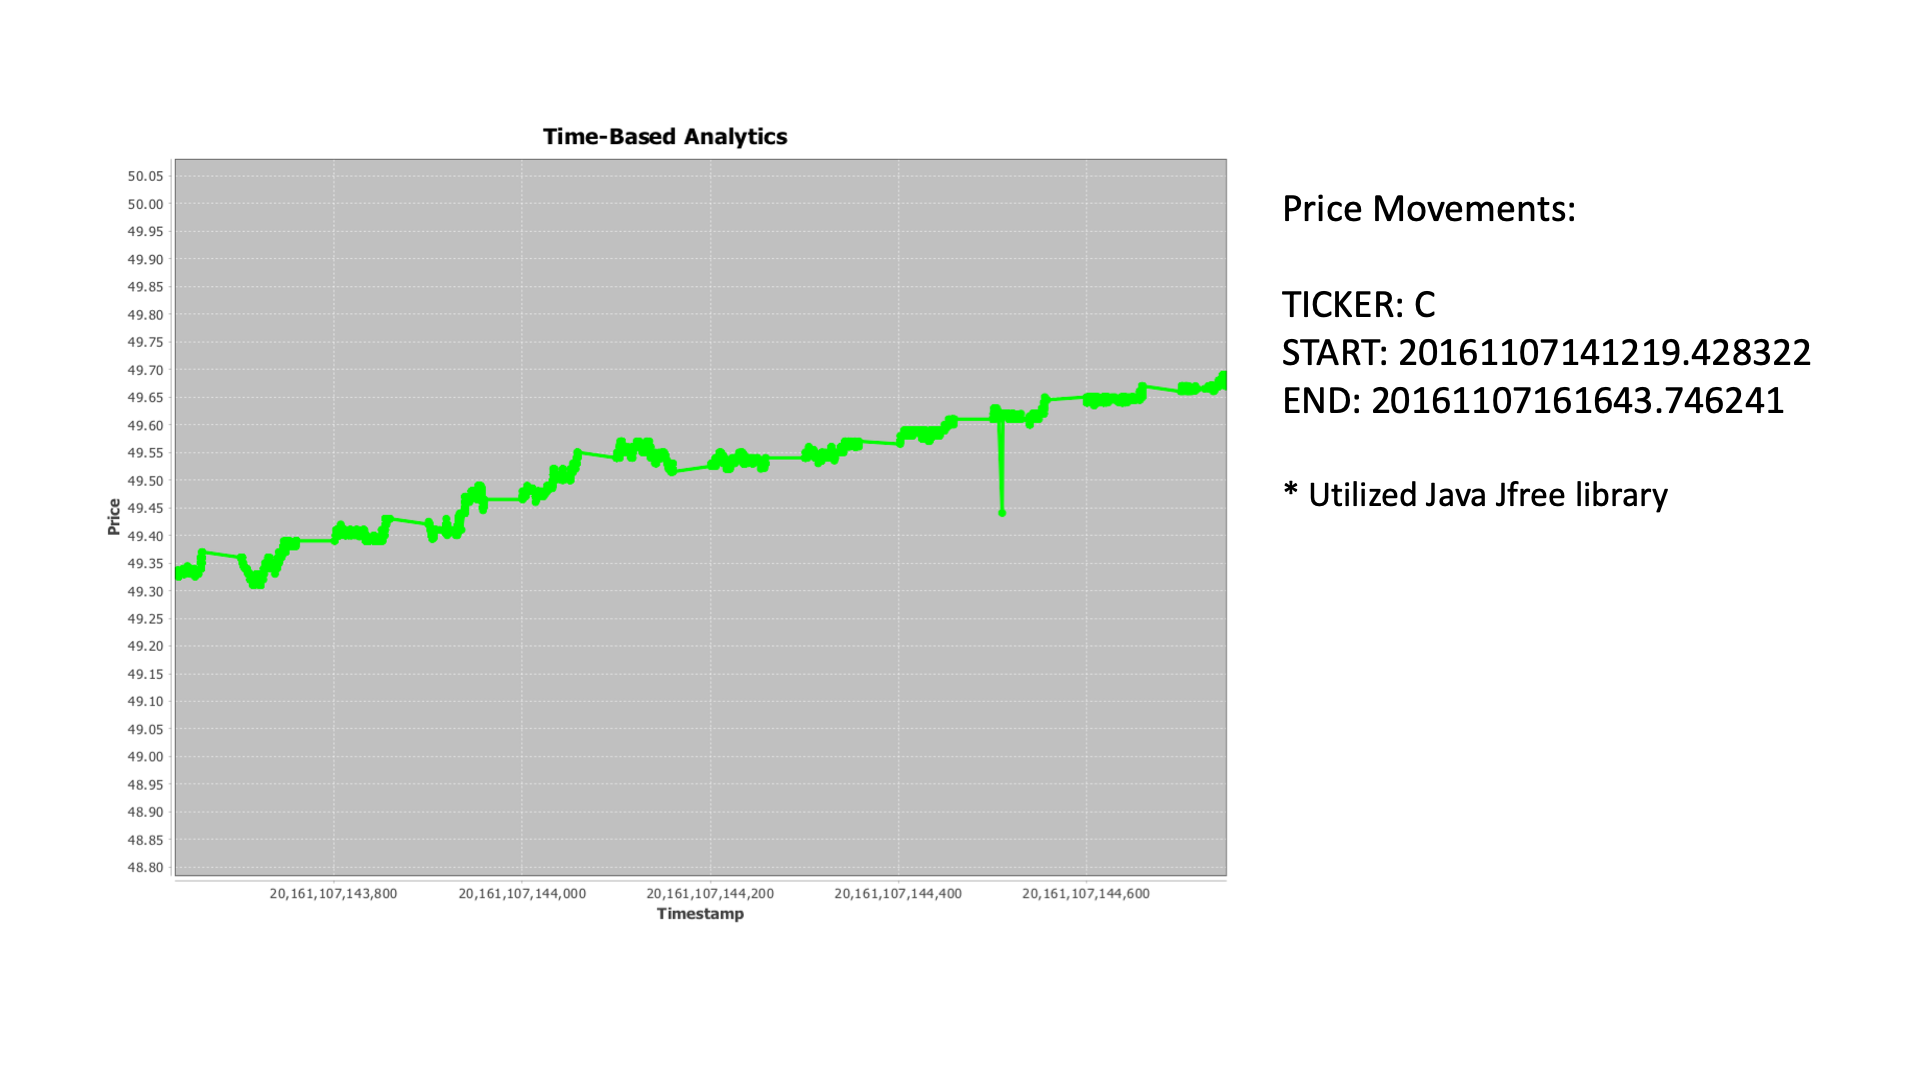 Time-Based Analytics
50.05
50.00
49.95
49.90
49.85
49.80
49.75
49.70
49.65
49.60
49.55
49.50
49.45
49.40
49.35
49.30
49.25
49.20
49.15
49.10
49.05
49.00
48.95
48.90
48.85
48.80
Price
20,161,107,143,800 20,161,107,144,000 20,161,107,144,200 20,161,107,144,400 20,161,107,144,600
Timestamp
Price Movements:
TICKER: C
START: 20161107141219.428322
END: 20161107161643.746241
* Utilized Java Jfree library